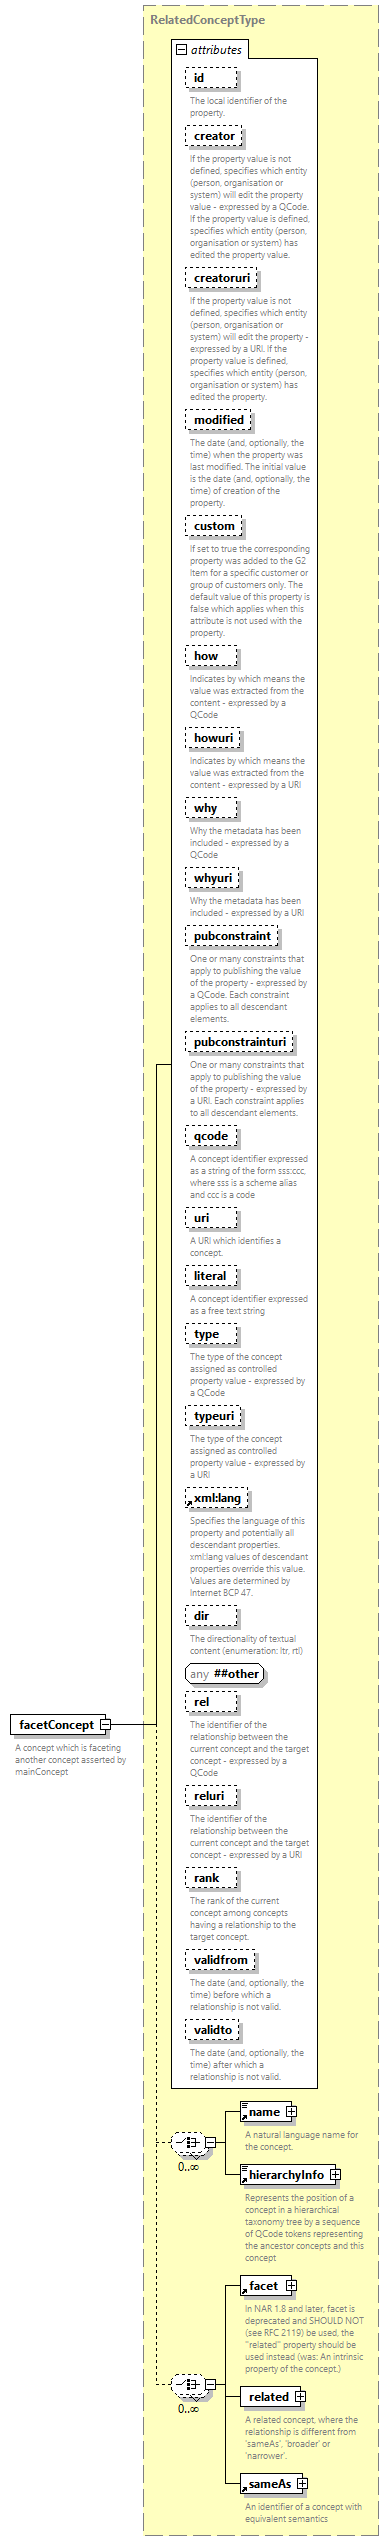 RelatedConceptType
attributes
id
The local identifier of the
property.
creator
If the property value is not
defined, specifies which entity
(person, organisation or
system) will edit the property
value - expressed by a QCode.
If the property value is defined,
specifies which entity (person,
organisation or system) has
edited the property value.
creatoruri
If the property value is not
defined, specifies which entity
(person, organisation or
system) will edit the property -
expressed by a URI. If the
property value is defined,
specifies which entity (person,
organisation or system) has
edited the property.
modified
The date (and, optionally, the
time) when the property was
last modified. The initial value
is the date (and, optionally, the
time) of creation of the
property.
custom
If set to true the corresponding
property was added to the G2
Item for a specific customer or
group of customers only. The
default value of this property is
false which applies when this
attribute is not used with the
property.
how
Indicates by which means the
value was extracted from the
content - expressed by a
QCode
howuri
Indicates by which means the
value was extracted from the
content - expressed by a URI
why
Why the metadata has been
included - expressed by a
QCode
whyuri
Why the metadata has been
included - expressed by a URI
pubconstraint
One or many constraints that
apply to publishing the value
of the property - expressed by
a QCode. Each constraint
applies to all descendant
elements.
pubconstrainturi
One or many constraints that
apply to publishing the value
of the property - expressed by
a URI. Each constraint applies
to all descendant elements.
qcode
A concept identifier expressed
as a string of the form sss:ccc,
where sss is a scheme alias
and ccc is a code
uri
A URI which identifies a
concept.
literal
A concept identifier expressed
as a free text string
type
The type of the concept
assigned as controlled
property value - expressed by
a QCode
typeuri
The type of the concept
assigned as controlled
property value - expressed by
a URI
xml:lang
Specifies the language of this
property and potentially all
descendant properties.
xml:lang values of descendant
properties override this value.
Values are determined by
Internet BCP 47.
dir
The directionality of textual
content (enumeration: ltr, rtl)
any ##other
rel
The identifier of the
relationship between the
current concept and the target
concept - expressed by a
QCode
reluri
The identifier of the
relationship between the
current concept and the target
concept - expressed by a URI
rank
The rank of the current
concept among concepts
having a relationship to the
target concept.
validfrom
The date (and, optionally, the
time) before which a
relationship is not valid.
validto
The date (and, optionally, the
time) after which a
relationship is not valid.
facetConcept
A concept which is faceting
another concept asserted by
mainConcept
0..∞
name
A natural language name for
the concept.
hierarchyInfo
Represents the position of a
concept in a hierarchical
taxonomy tree by a sequence
of QCode tokens representing
the ancestor concepts and this
concept
0..∞
facet
In NAR 1.8 and later, facet is
deprecated and SHOULD NOT
(see RFC 2119) be used, the
"related" property should be
used instead (was: An intrinsic
property of the concept.)
related
A related concept, where the
relationship is different from
'sameAs', 'broader' or
'narrower'.
sameAs
An identifier of a concept with
equivalent semantics